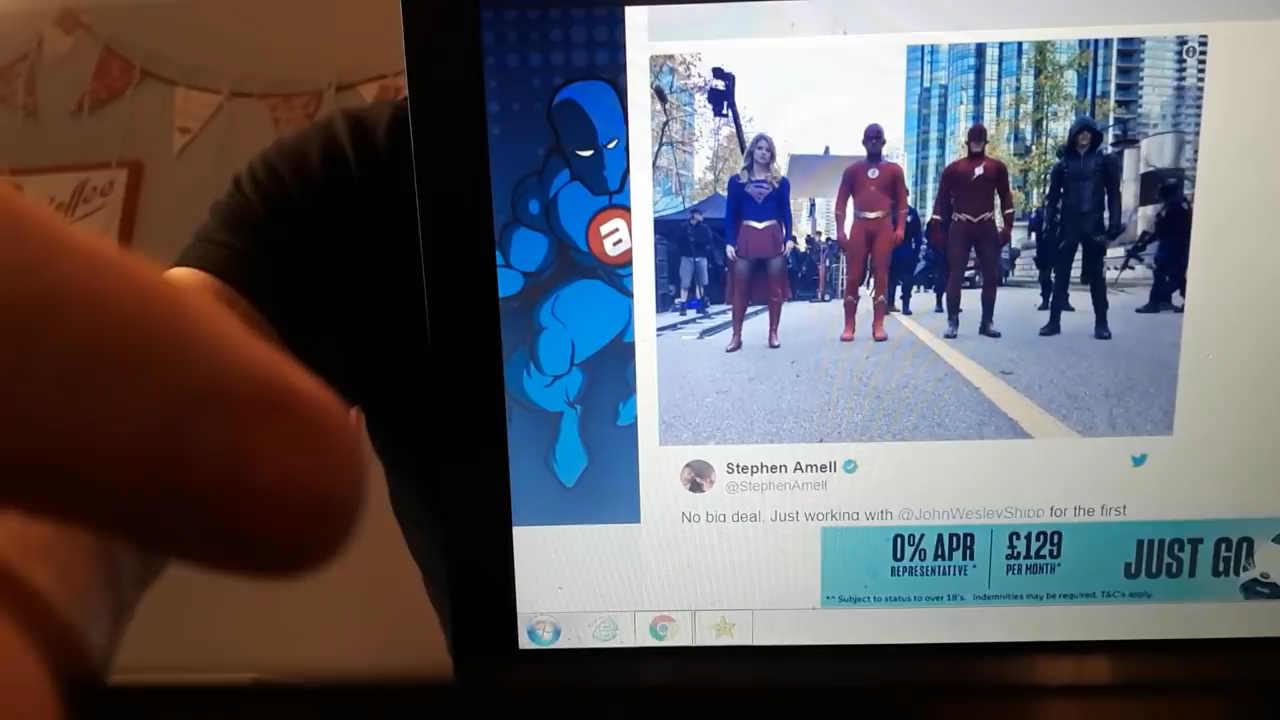 a
Stephen Amell
@StephenAmell
No big deal. Just working with @JohnWesleyShipp for the first
0% APR
REPRESENTATIVE *
£129
PER MONTH^
JUST GO
*^ Subject to status to over 18's. Indemnities may be required. T&C's apply.